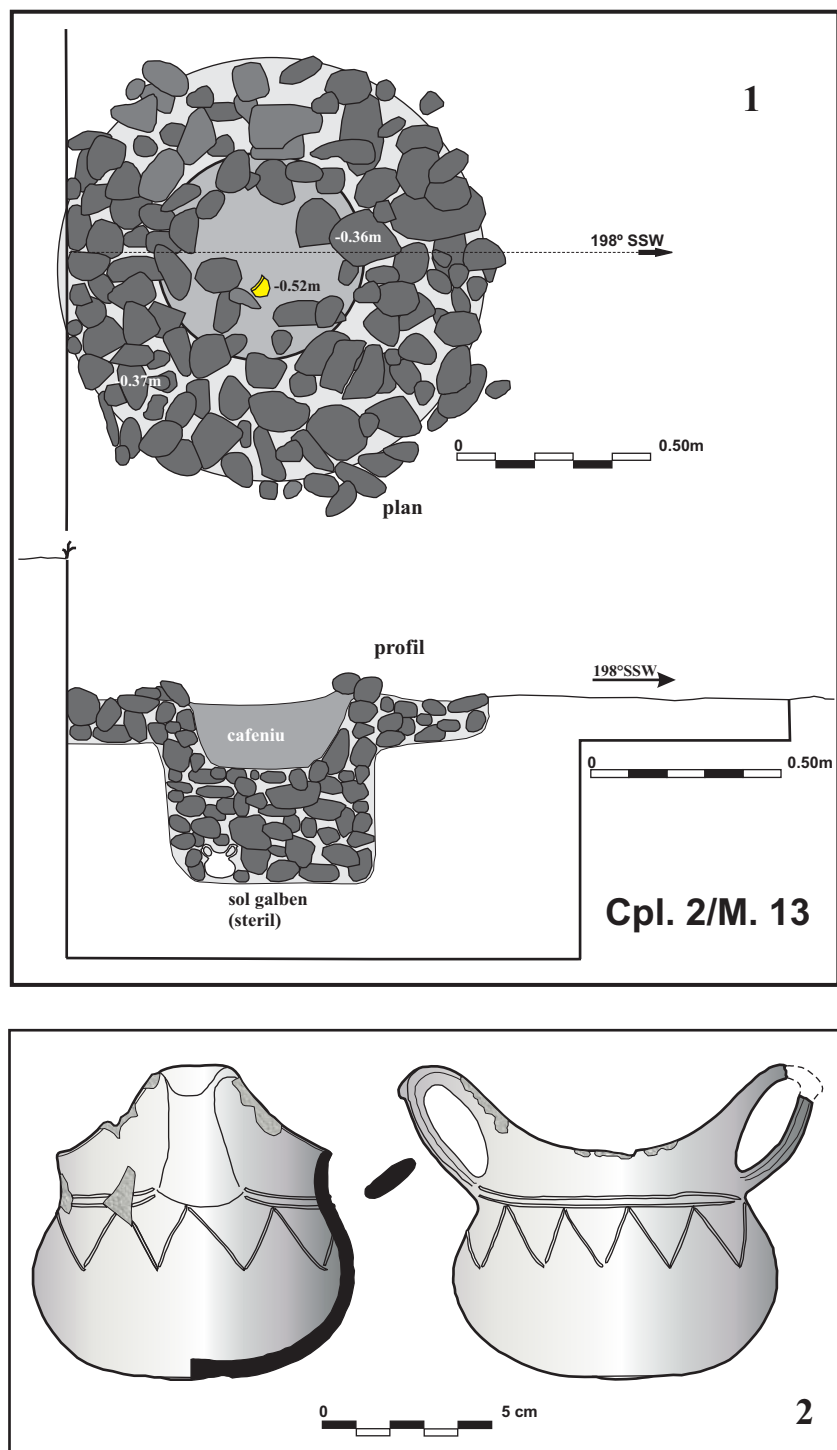 1
-0.36m
198º SSW
-0.52m
-0.37m
0 0.50m
plan
profil
198°SSW
cafeniu
0 0.50m
sol galben
(steril)
Cpl. 2/M. 13
0 5 cm
2